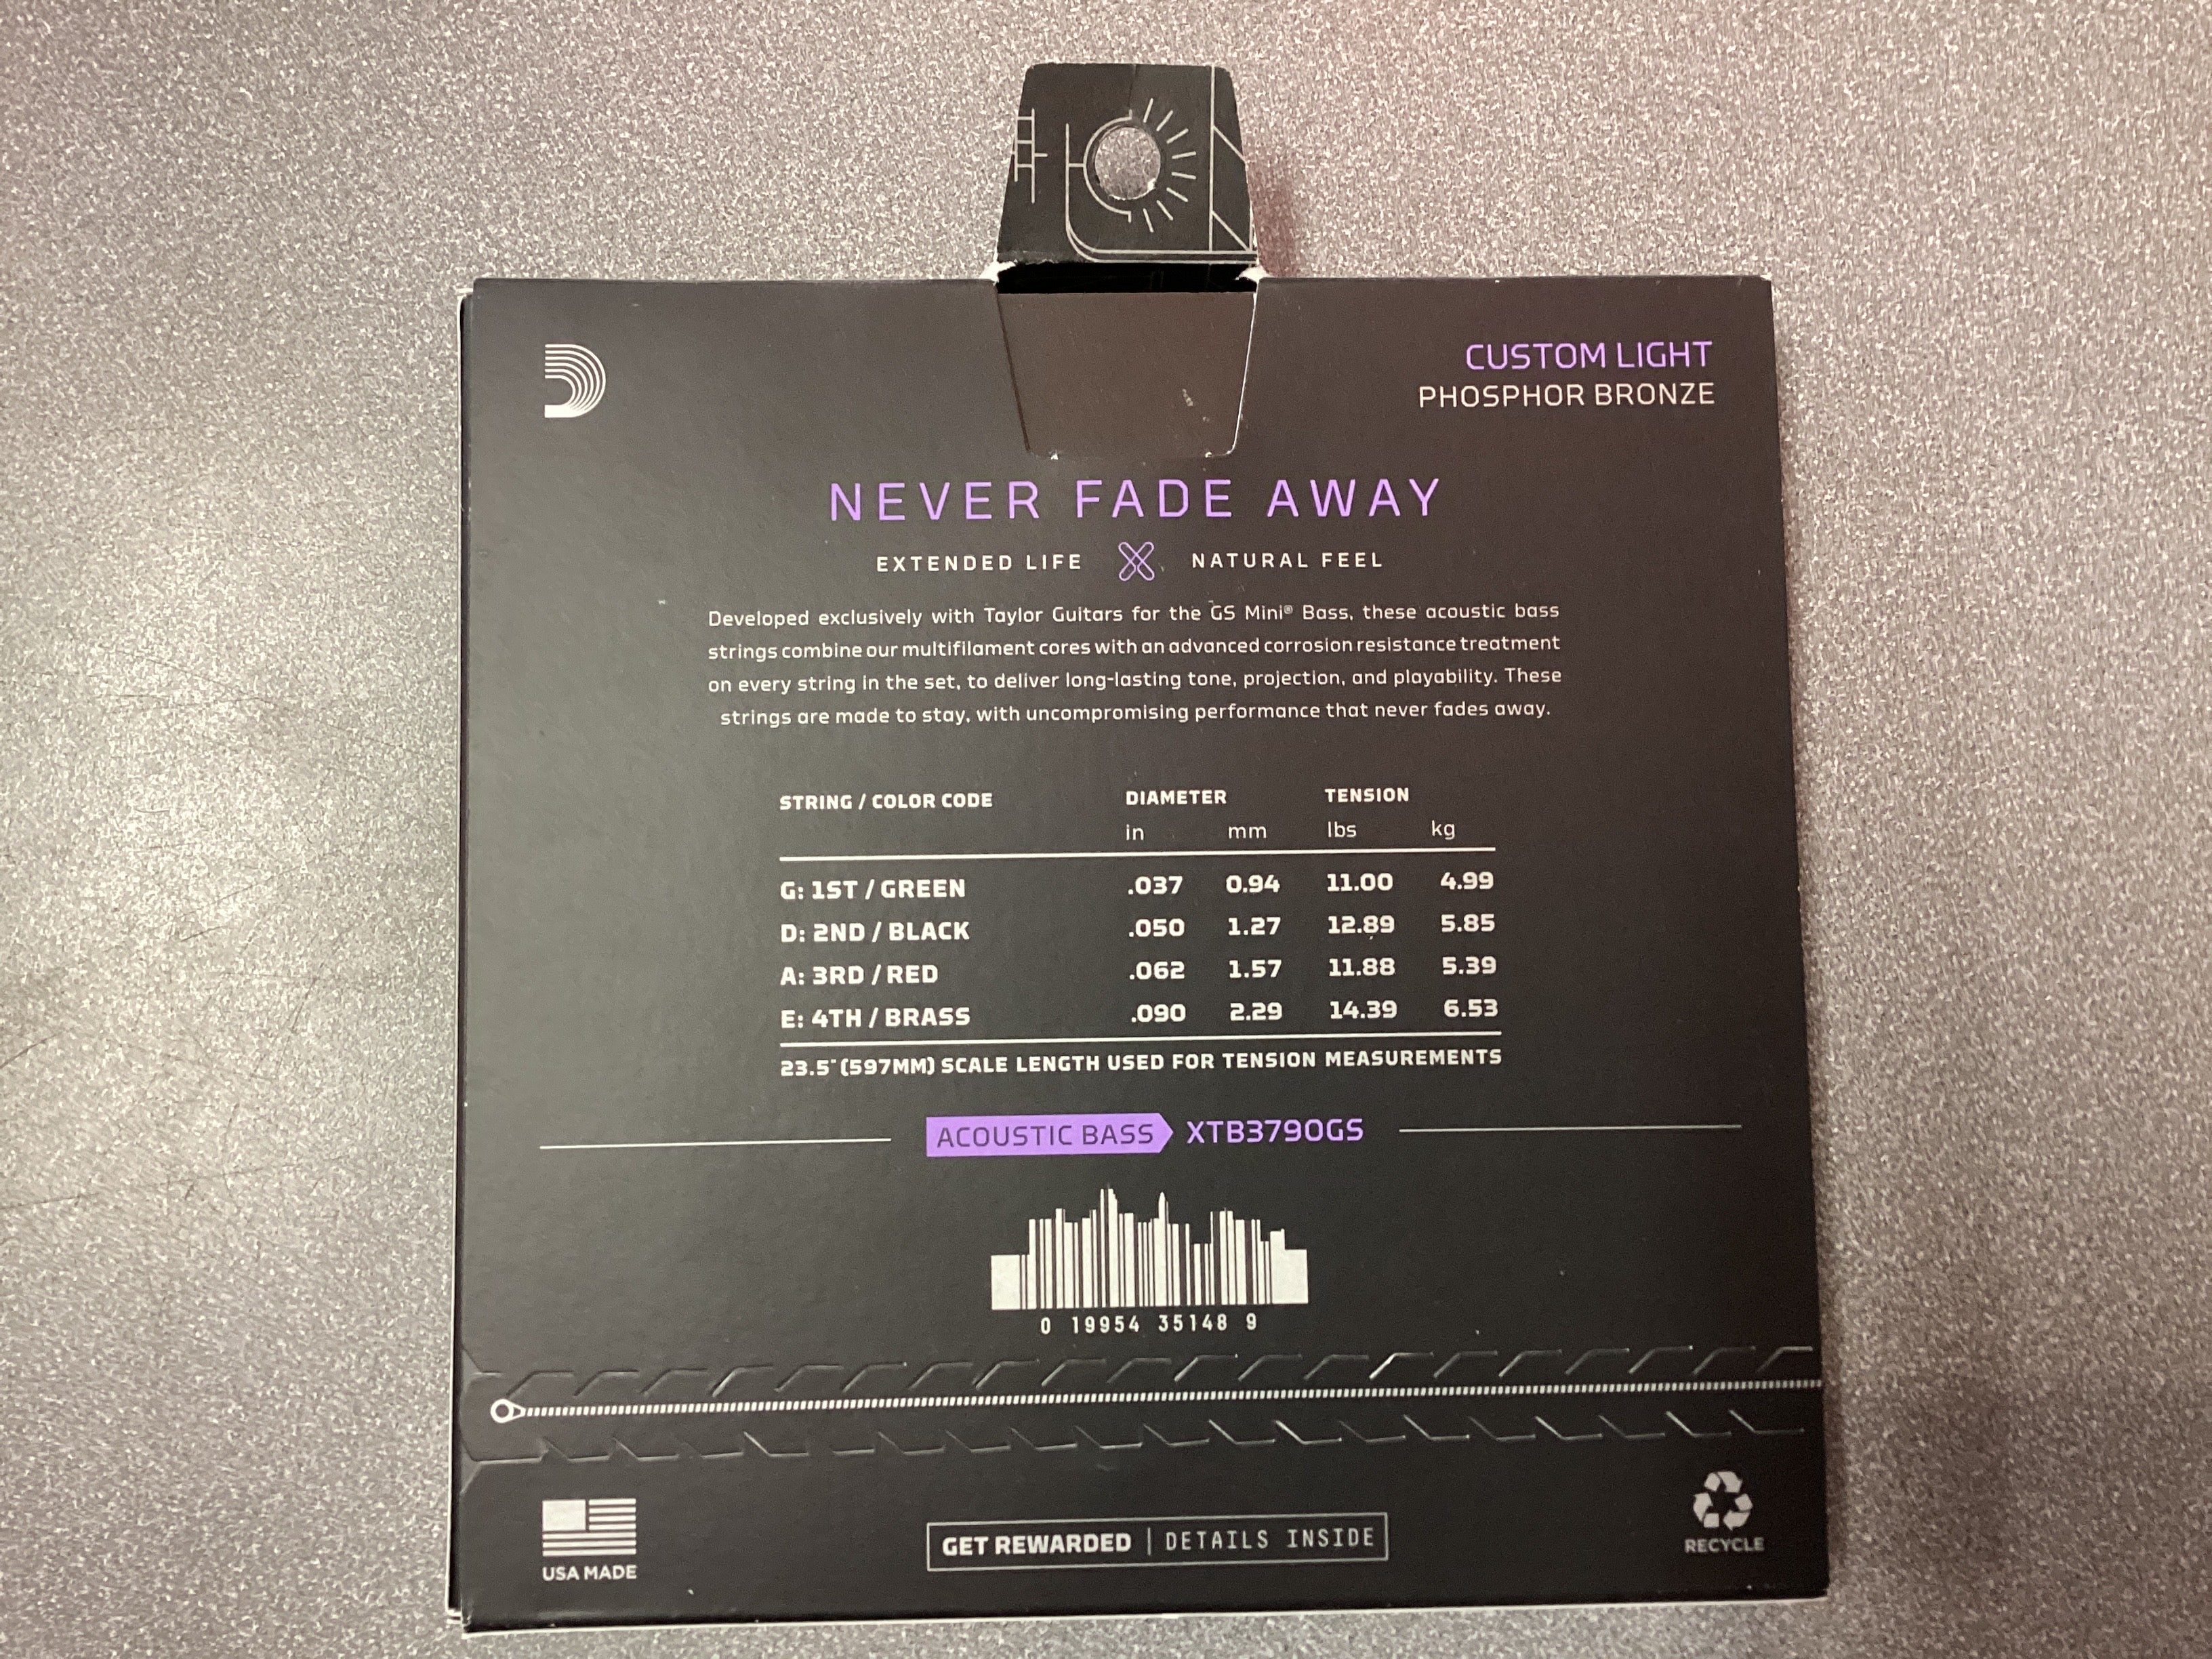 CUSTOM LIGHT
PHOSPHOR BRONZE
NEVER FADE AWAY
EXTENDED LIFE X NATURAL FEEL
Developed exclusively with Taylor Guitars for the GS Mini® Bass, these acoustic bass
strings combine our multifilament cores with an advanced corrosion resistance treatment
on every string in the set, to deliver long-lasting tone, projection, and playability. These
strings are made to stay, with uncompromising performance that never fades away.
STRING / COLOR CODE DIAMETER TENSION
in mm lbs kg
G: 1ST / GREEN .037 0.94 11.00 4.99
D: 2ND / BLACK .050 1.27 12.89 5.85
A: 3RD / RED .062 1.57 11.88 5.39
E: 4TH / BRASS .090 2.29 14.39 6.53
23.5" (597MM) SCALE LENGTH USED FOR TENSION MEASUREMENTS
ACOUSTIC BASS XTB3790GS
0 19954 35148 9
USA MADE
GET REWARDED | DETAILS INSIDE
RECYCLE